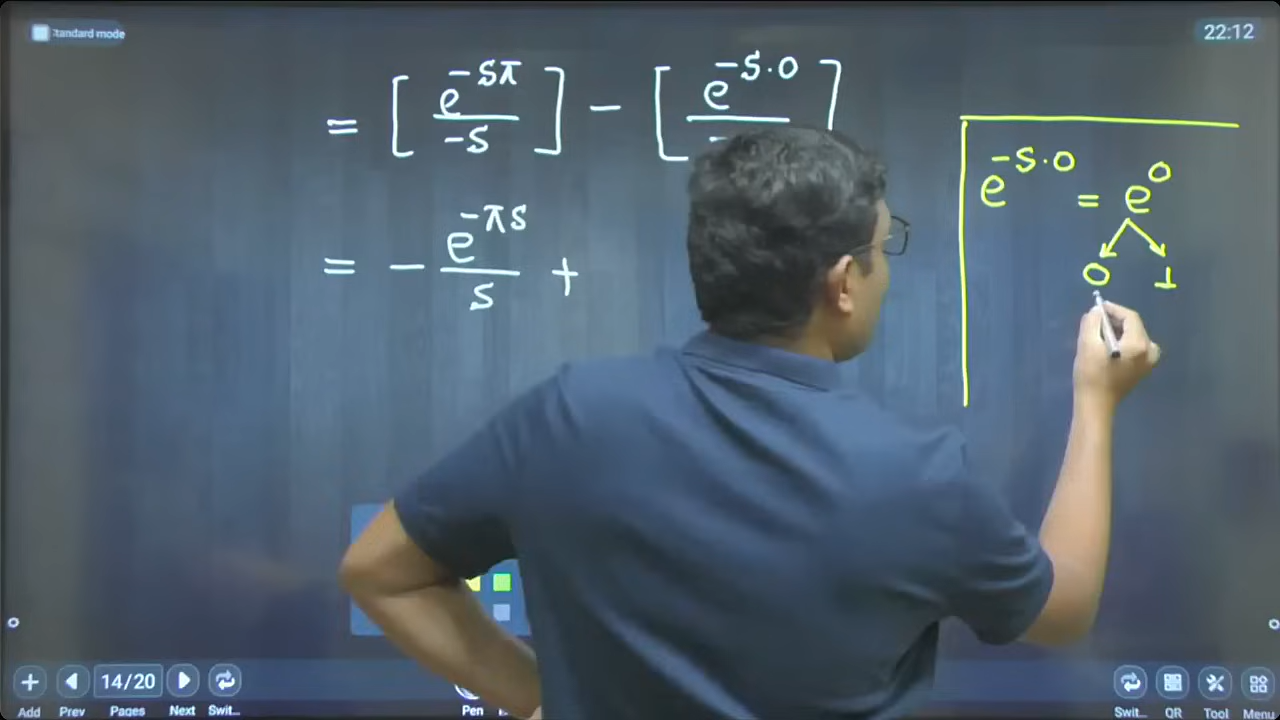 Standard mode
22:12
= [e^{-sπ}/-s] - [e^{-s·0}/-
= - e^{-πs}/s +
e^{-s·0} = e^0
0 1
+ 14/20
Add Prev Pages Next Swit... Pen Swit... QR Tool Menu